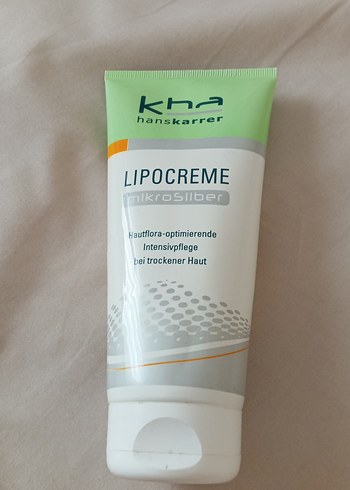 kha
hanskarrer
LIPOCREME
mikroSilber
Hautflora-optimierende
Intensivpflege
bei trockener Haut